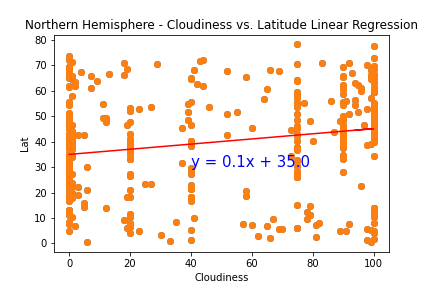 Northern Hemisphere - Cloudiness vs. Latitude Linear Regression
80
70
60
50
40
30
20
10
0
Lat
y = 0.1x + 35.0
0 20 40 60 80 100
Cloudiness